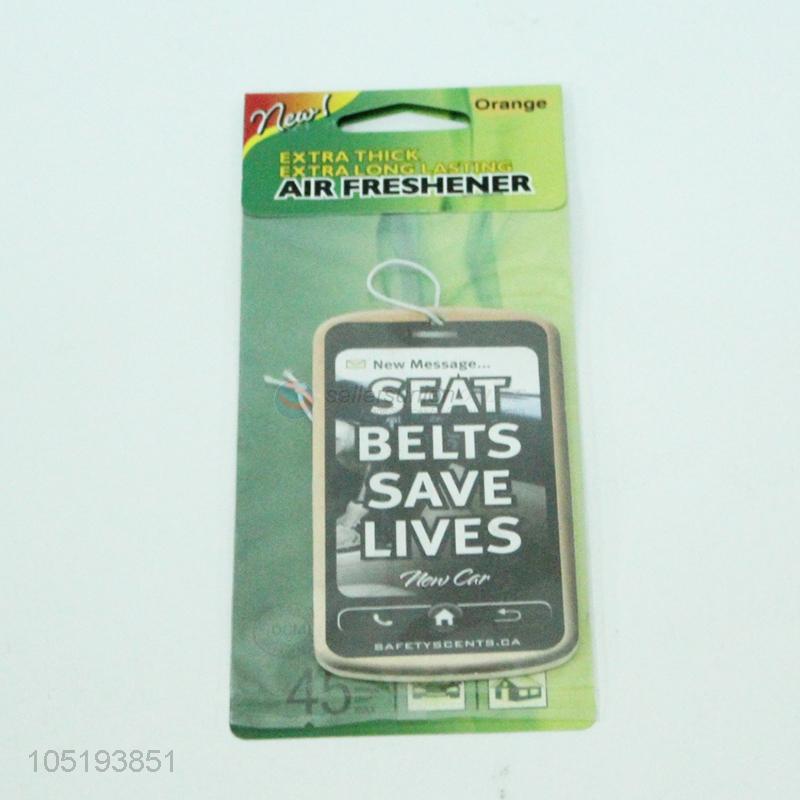 New!
Orange
EXTRA THICK
EXTRA LONG LASTING
AIR FRESHENER
New Message...
SEAT
BELTS
SAVE
LIVES
New Car
SAFETYSCENTS.CA
45
105193851